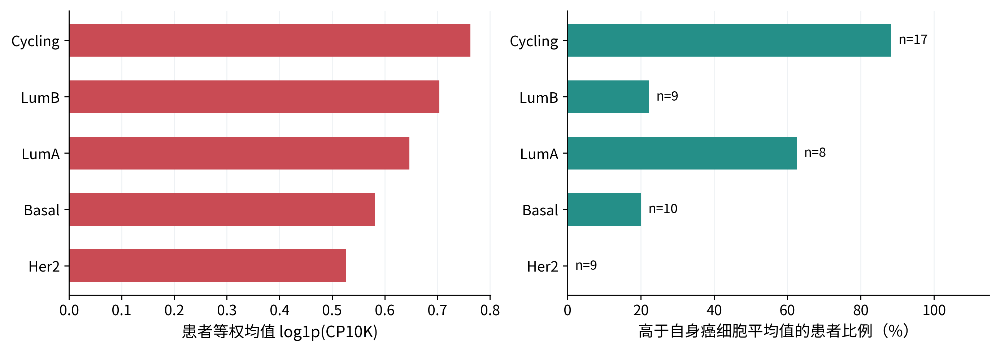 Cycling
LumB
LumA
Basal
Her2
0.0 0.1 0.2 0.3 0.4 0.5 0.6 0.7 0.8
患者等权均值 log1p(CP10K)
Cycling n=17
LumB n=9
LumA n=8
Basal n=10
Her2 n=9
0 20 40 60 80 100
高于自身癌细胞平均值的患者比例（%）